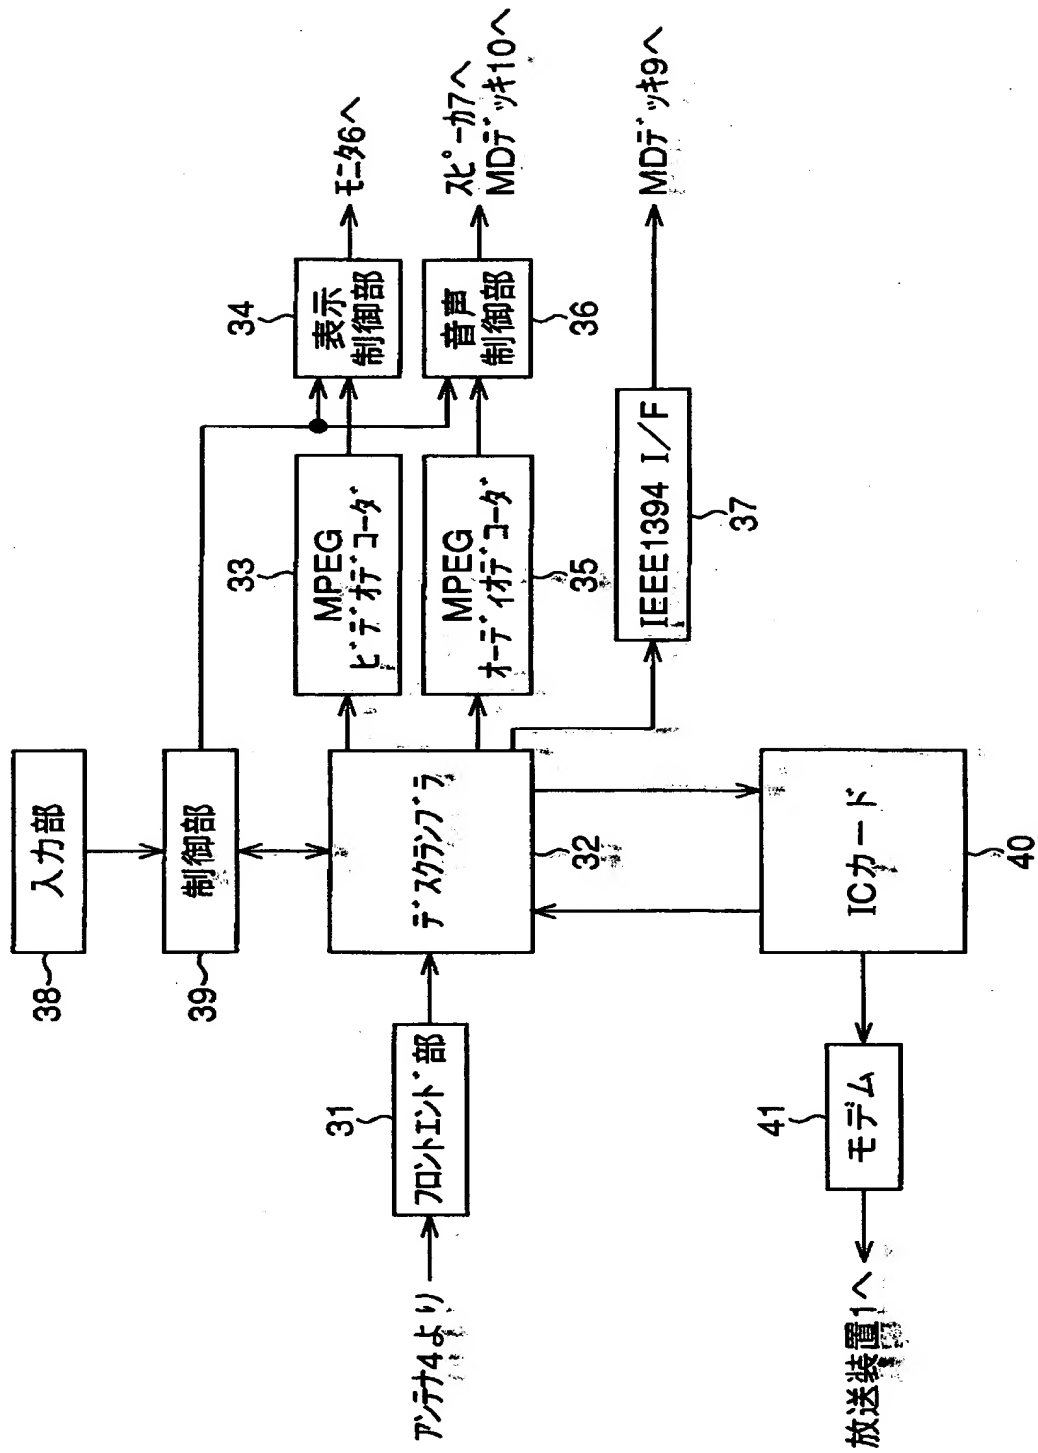 アンテナ4より
フロントエンド部
31
入力部
38
制御部
39
デスクランブラ
32
MPEG
ビデオデコーダ
33
表示
制御部
34
モニタ6へ
MPEG
オーディオデコーダ
35
音声
制御部
36
スピーカ7へ
MDデッキ10へ
IEEE1394 I/F
37
MDデッキ9へ
ICカード
40
モデム
41
放送装置1へ